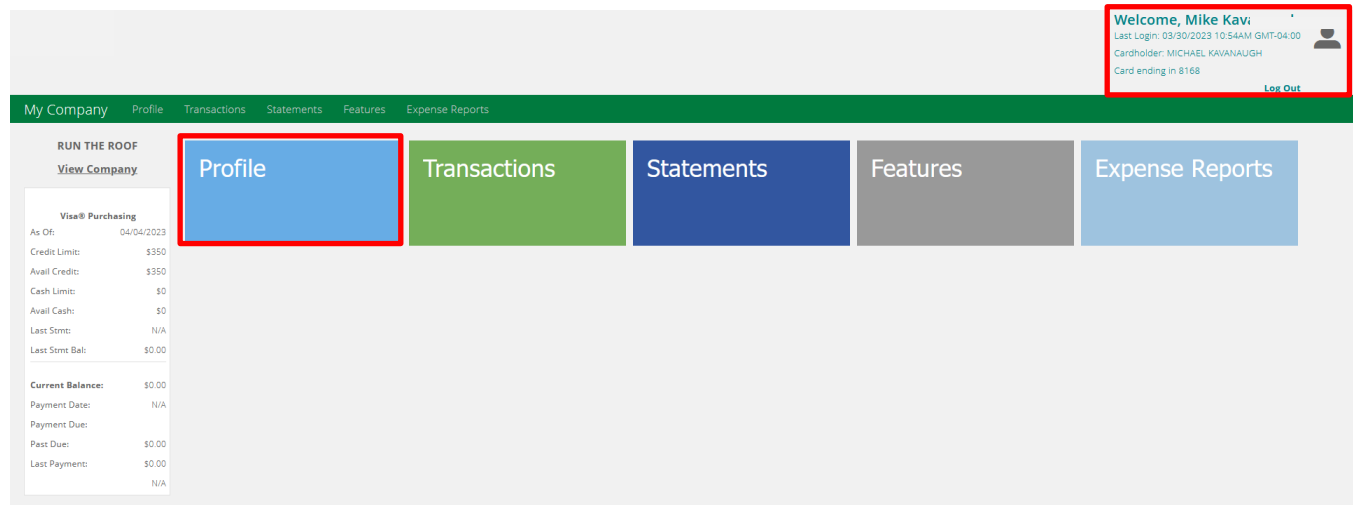 Welcome, Mike Kav
Last Login: 03/30/2023 10:54AM GMT-04:00
Cardholder: MICHAEL KAVANAUGH
Card ending in 8168
Log Out
My Company Profile Transactions Statements Features Expense Reports
RUN THE ROOF
View Company
Profile
Transactions
Statements
Features
Expense Reports
Visa® Purchasing
As Of: 04/04/2023
Credit Limit: $350
Avail Credit: $350
Cash Limit: $0
Avail Cash: $0
Last Stmt: N/A
Last Stmt Bal: $0.00
Current Balance: $0.00
Payment Date: N/A
Payment Due:
Past Due: $0.00
Last Payment: $0.00
N/A